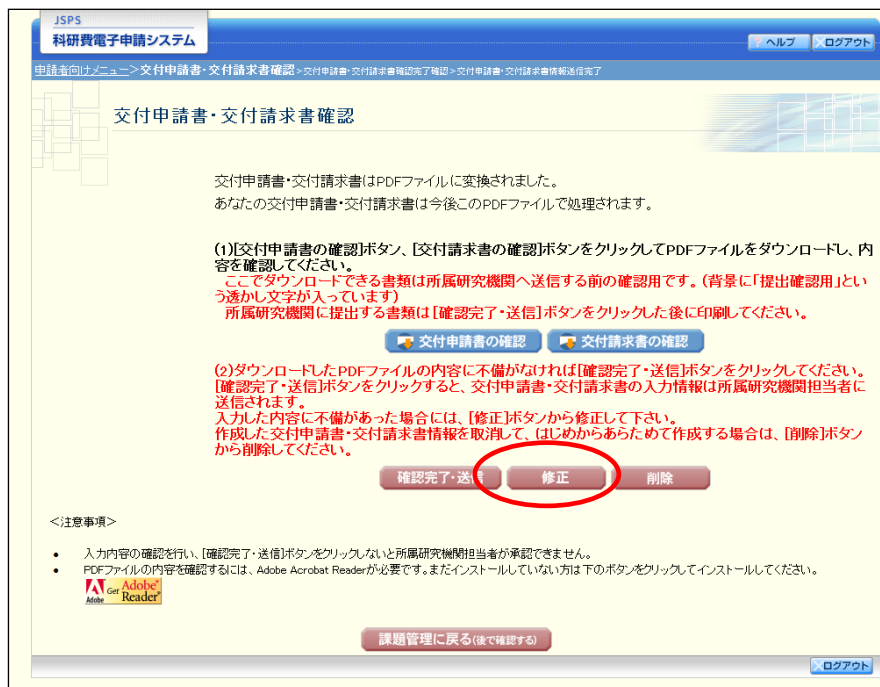 JSPS
科研費電子申請システム
? ヘルプ
ログアウト
申請者向けメニュー>交付申請書・交付請求書確認>交付申請書・交付請求書確認完了確認>交付申請書・交付請求書情報送信完了
交付申請書・交付請求書確認
交付申請書・交付請求書はPDFファイルに変換されました。
あなたの交付申請書・交付請求書は今後このPDFファイルで処理されます。
(1)[交付申請書の確認]ボタン、[交付請求書の確認]ボタンをクリックしてPDFファイルをダウンロードし、内
容を確認してください。
ここでダウンロードできる書類は所属研究機関へ送信する前の確認用です。(背景に「提出確認用」とい
う透かし文字が入っています)
所属研究機関に提出する書類は[確認完了・送信]ボタンをクリックした後に印刷してください。
交付申請書の確認
交付請求書の確認
(2)ダウンロードしたPDFファイルの内容に不備がなければ[確認完了・送信]ボタンをクリックしてください。
[確認完了・送信]ボタンをクリックすると、交付申請書・交付請求書の入力情報は所属研究機関担当者に
送信されます。
入力した内容に不備があった場合には、[修正]ボタンから修正して下さい。
作成した交付申請書・交付請求書情報を取消して、はじめからあらためて作成する場合は、[削除]ボタン
から削除してください。
確認完了・送信
修正
削除
<注意事項>
• 入力内容の確認を行い、[確認完了・送信]ボタンをクリックしないと所属研究機関担当者が承認できません。
• PDFファイルの内容を確認するには、Adobe Acrobat Readerが必要です。まだインストールしていない方は下のボタンをクリックしてインストールしてください。
Adobe
Get Adobe®
Reader®
課題管理に戻る(後で確認する)
ログアウト